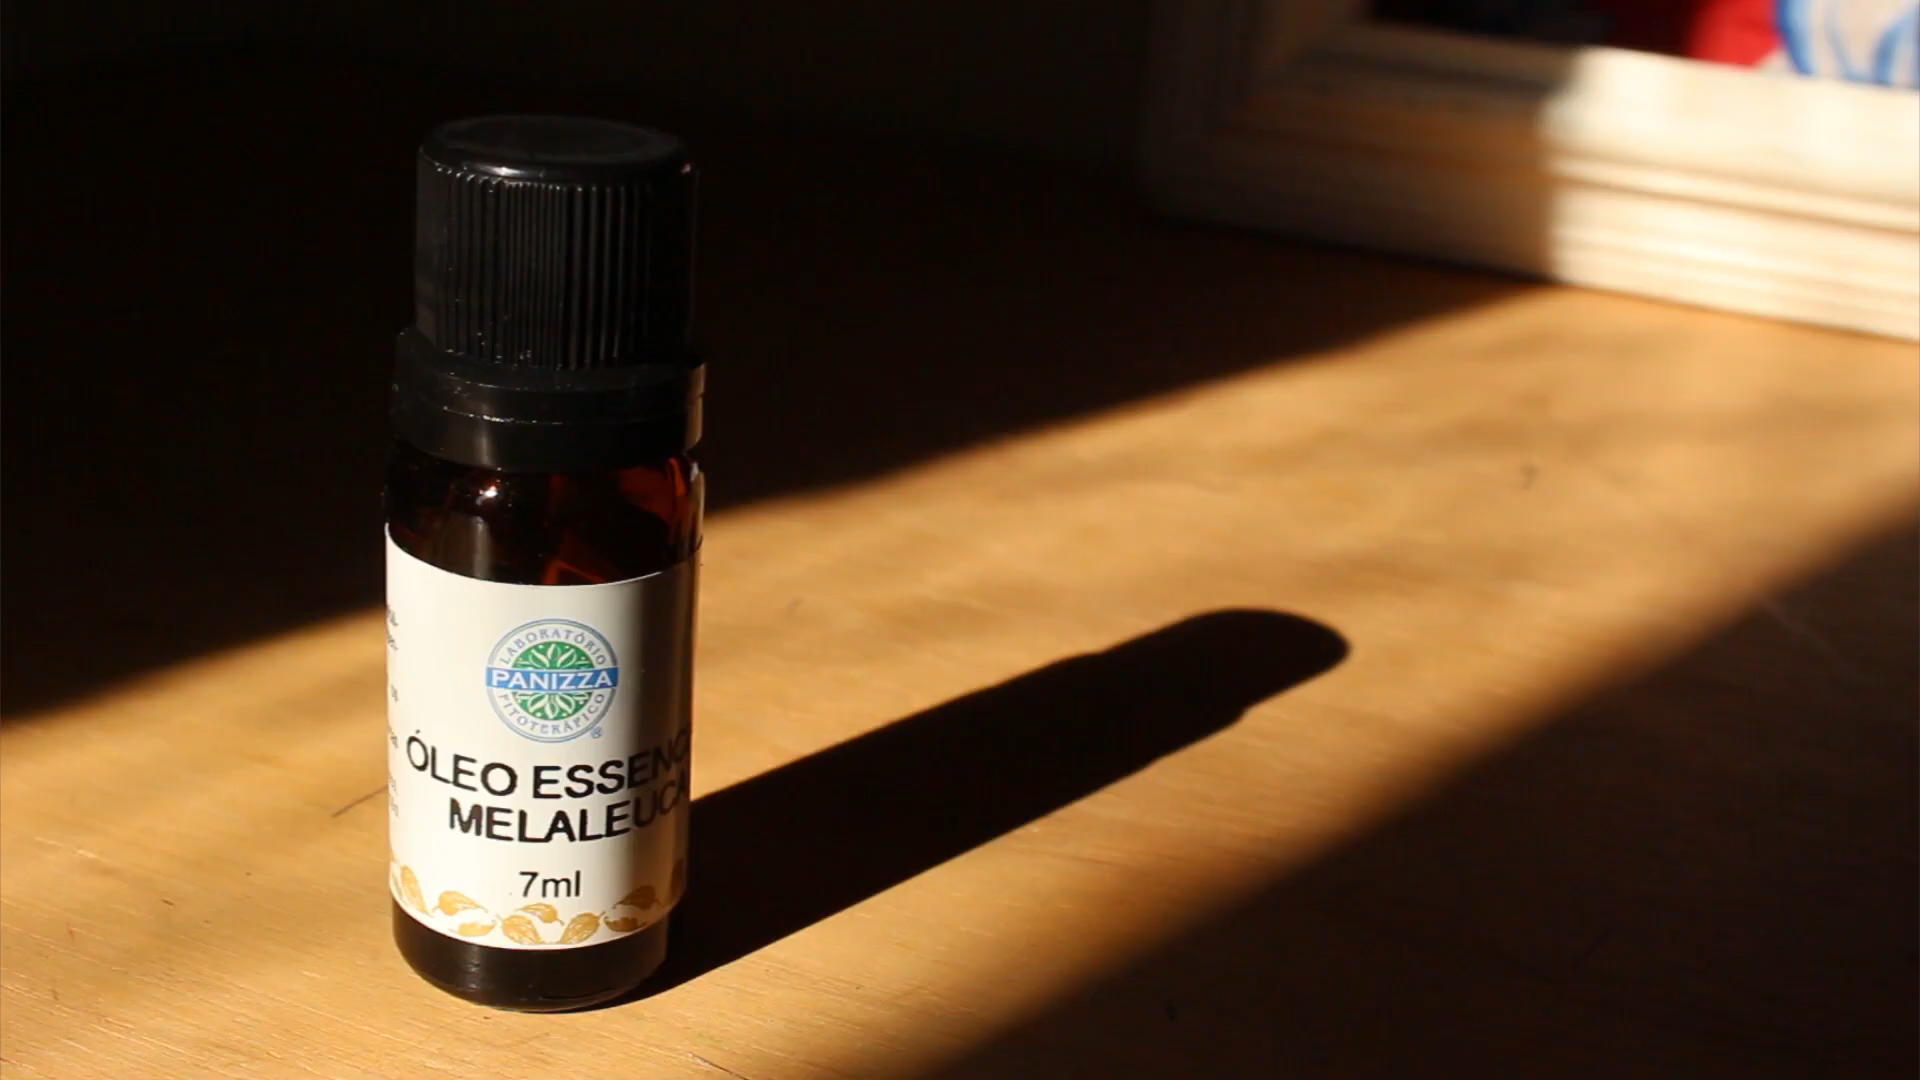 LABORATÓRIO
PANIZZA
FITOTERÁPICO
®
ÓLEO ESSENC
MELALEUCA
7ml